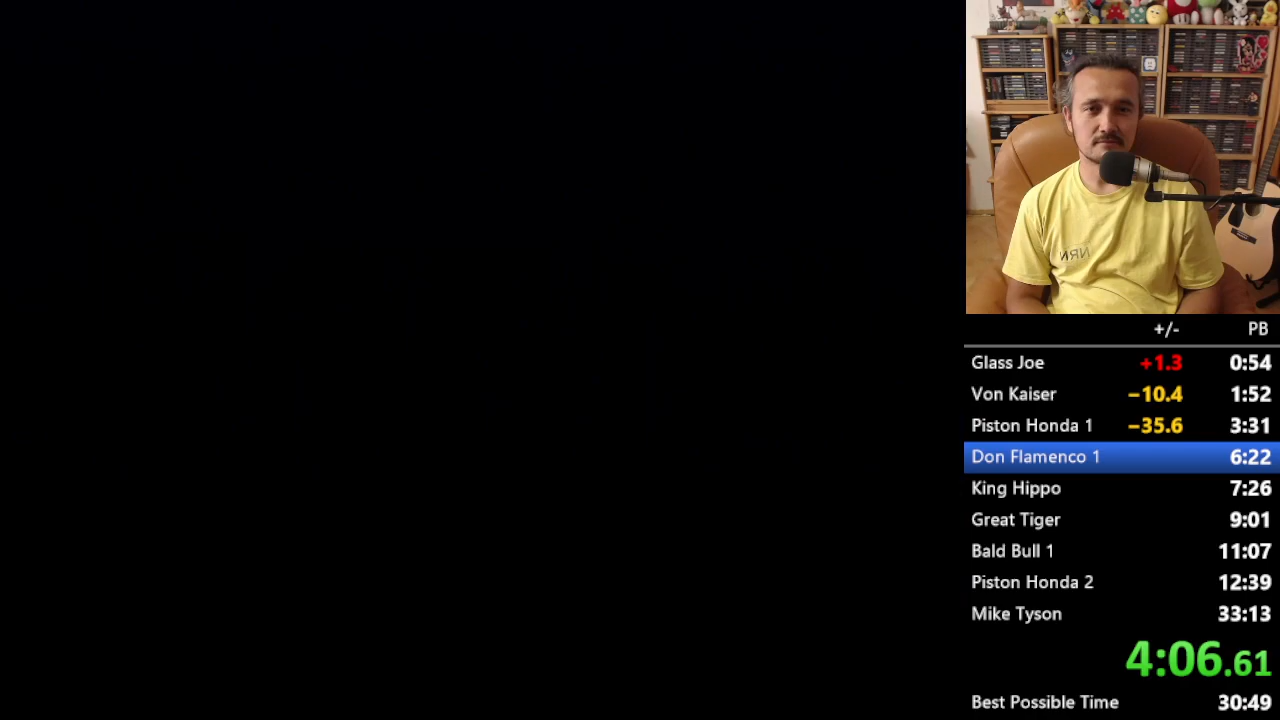 NRN
+/- PB
Glass Joe +1.3 0:54
Von Kaiser −10.4 1:52
Piston Honda 1 −35.6 3:31
Don Flamenco 1 6:22
King Hippo 7:26
Great Tiger 9:01
Bald Bull 1 11:07
Piston Honda 2 12:39
Mike Tyson 33:13
4:06.61
Best Possible Time 30:49